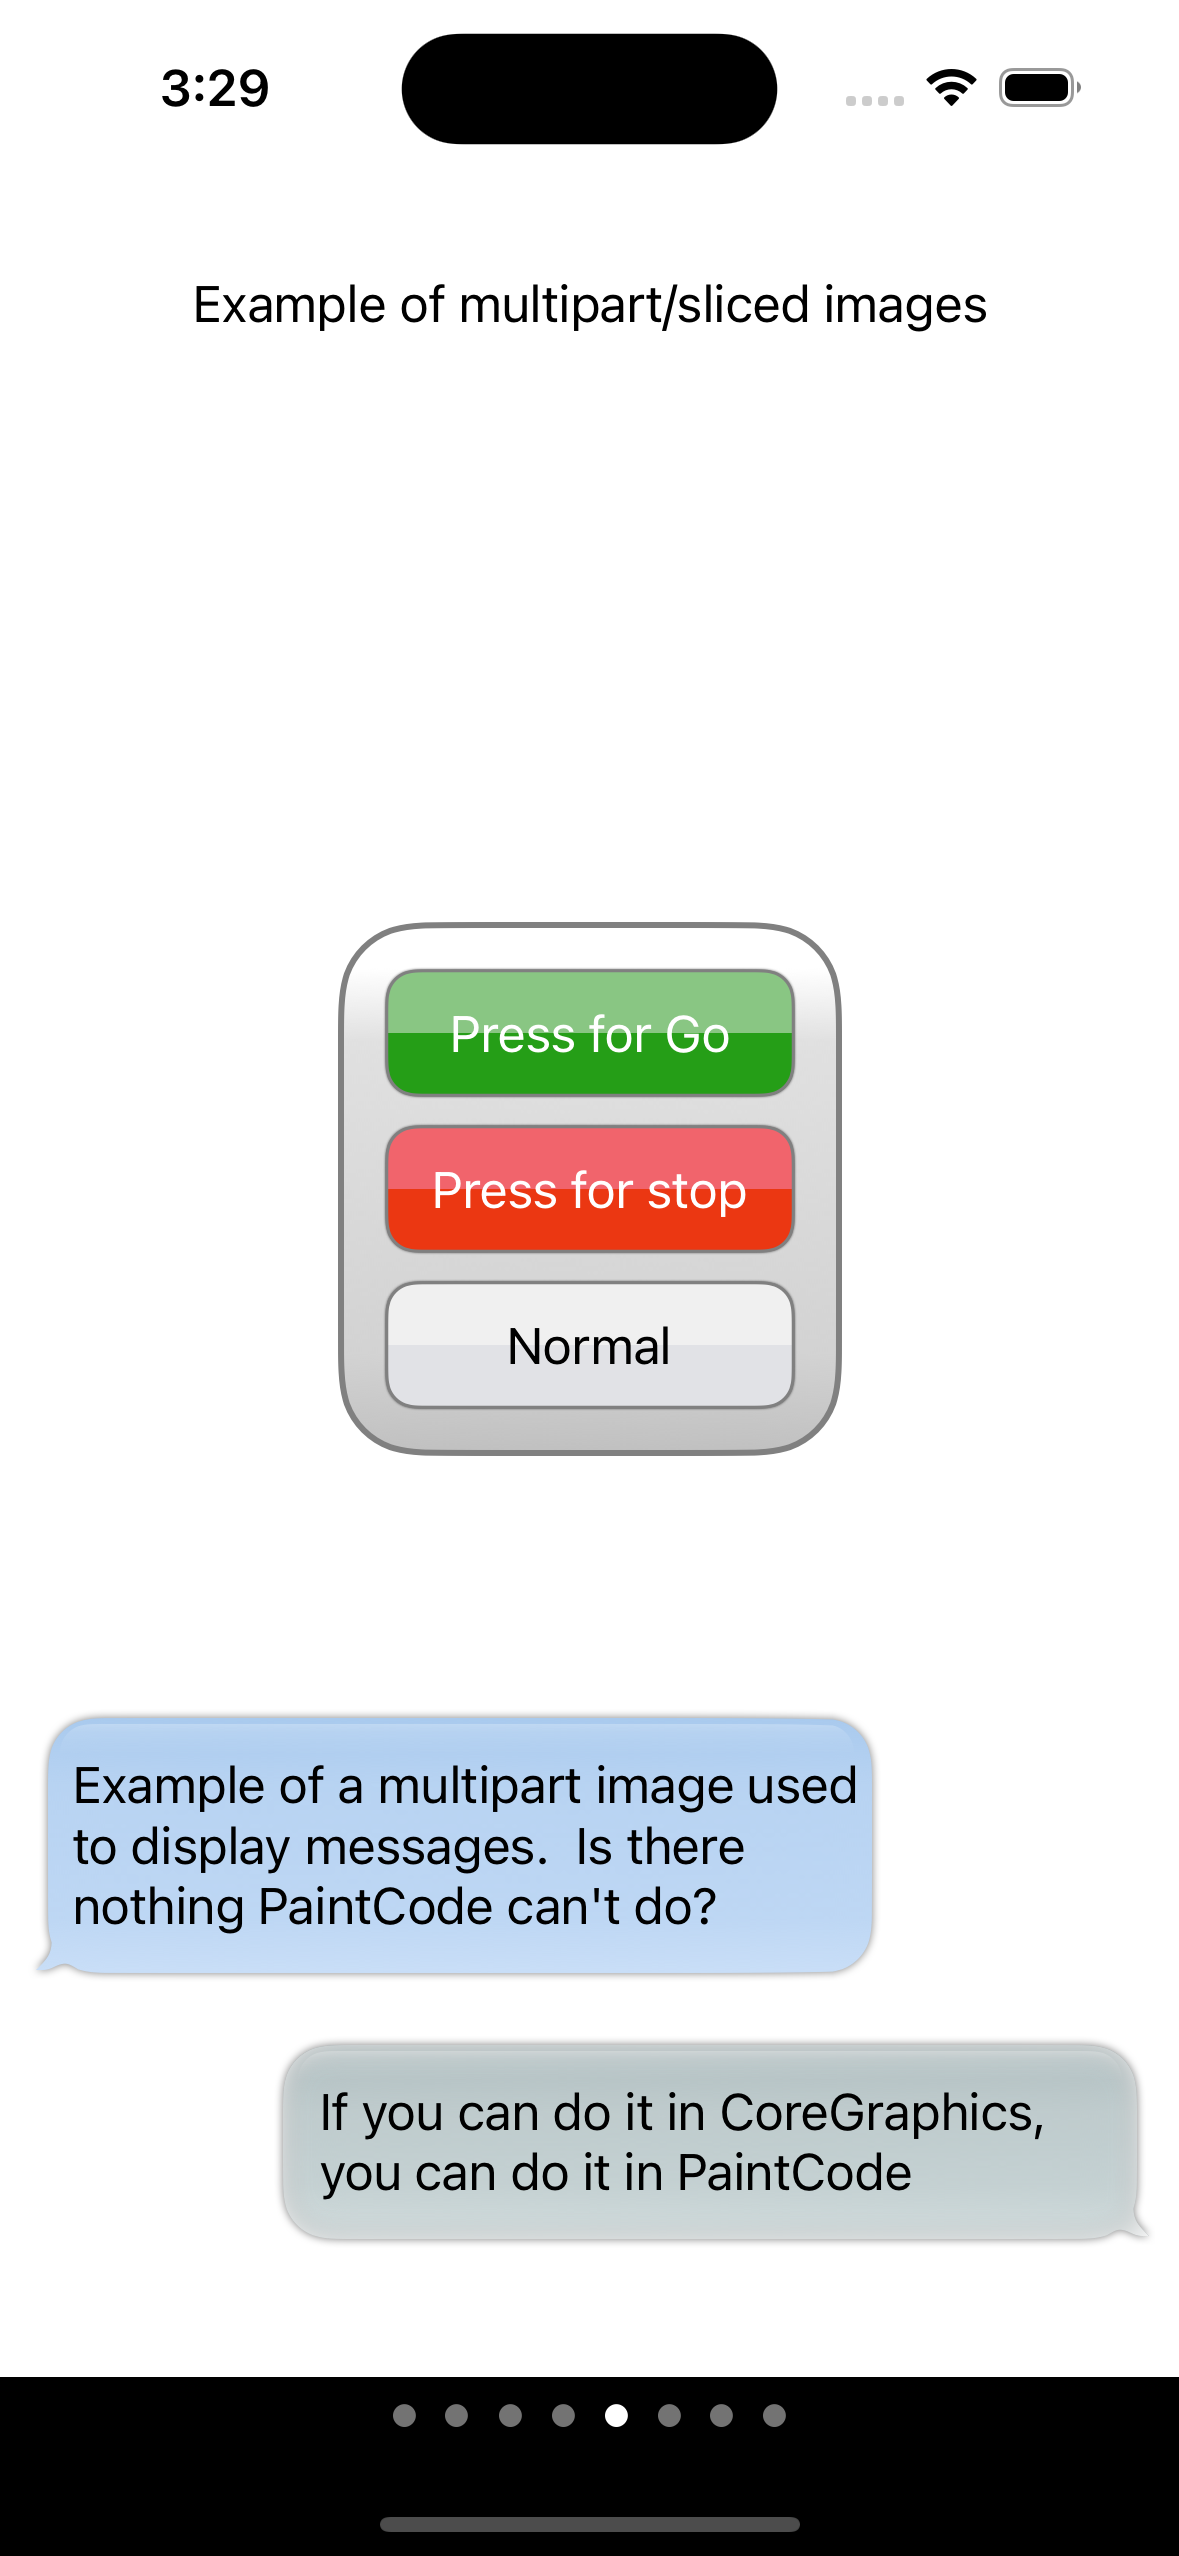 3:29
Example of multipart/sliced images
Press for Go
Press for stop
Normal
Example of a multipart image used
to display messages.  Is there
nothing PaintCode can't do?
If you can do it in CoreGraphics,
you can do it in PaintCode